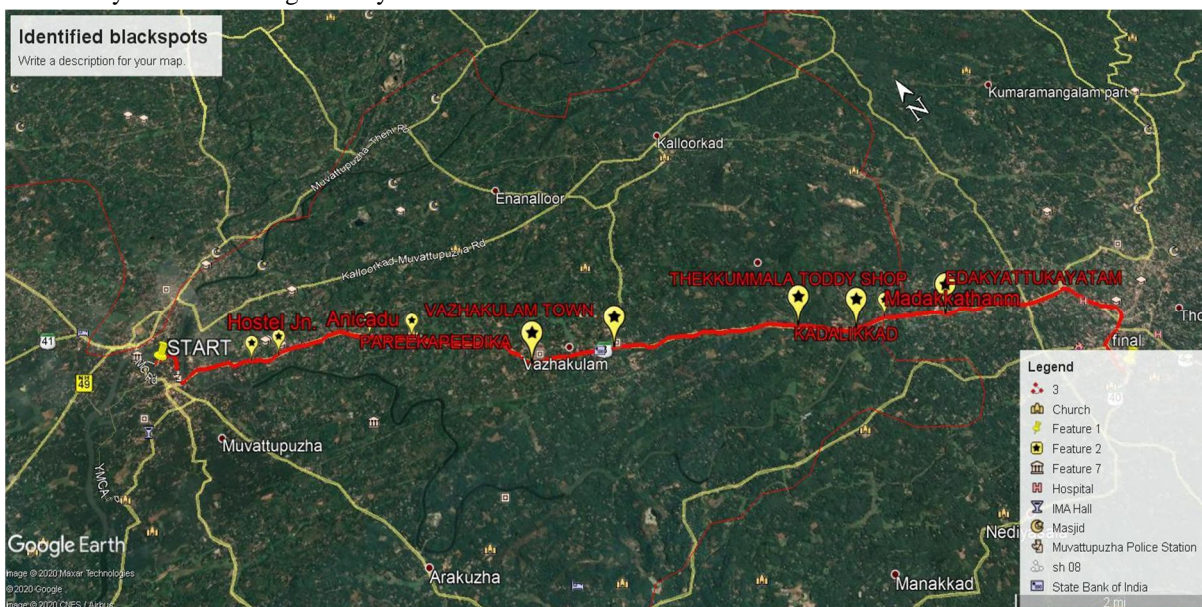 Identified blackspots
Write a description for your map.
N
Kumaramangalam part
Muvattupuzha-Theni R
Kalloorkad
Enanalloor
Kalloorkad-Muvattupuzha Rd
THEKKUMMALA TODDY SHOP
EDAKYATTUKAYATAM
Madakkathanm
VAZHAKULAM TOWN
Hostel Jn.
Anicadu
PAREEKAPEEDIKA
KADALIKKAD
41
START
Vazhakulam
final
49
40
Muvattupuzha
YMCA
Arakuzha
Manakkad
Legend
3
Church
Feature 1
Feature 2
Feature 7
Hospital
IMA Hall
Masjid
Muvattupuzha Police Station
sh 08
State Bank of India
2 mi
Google Earth
Image © 2020 Maxar Technologies
© 2020 Google
Image © 2020 CNES / Airbus